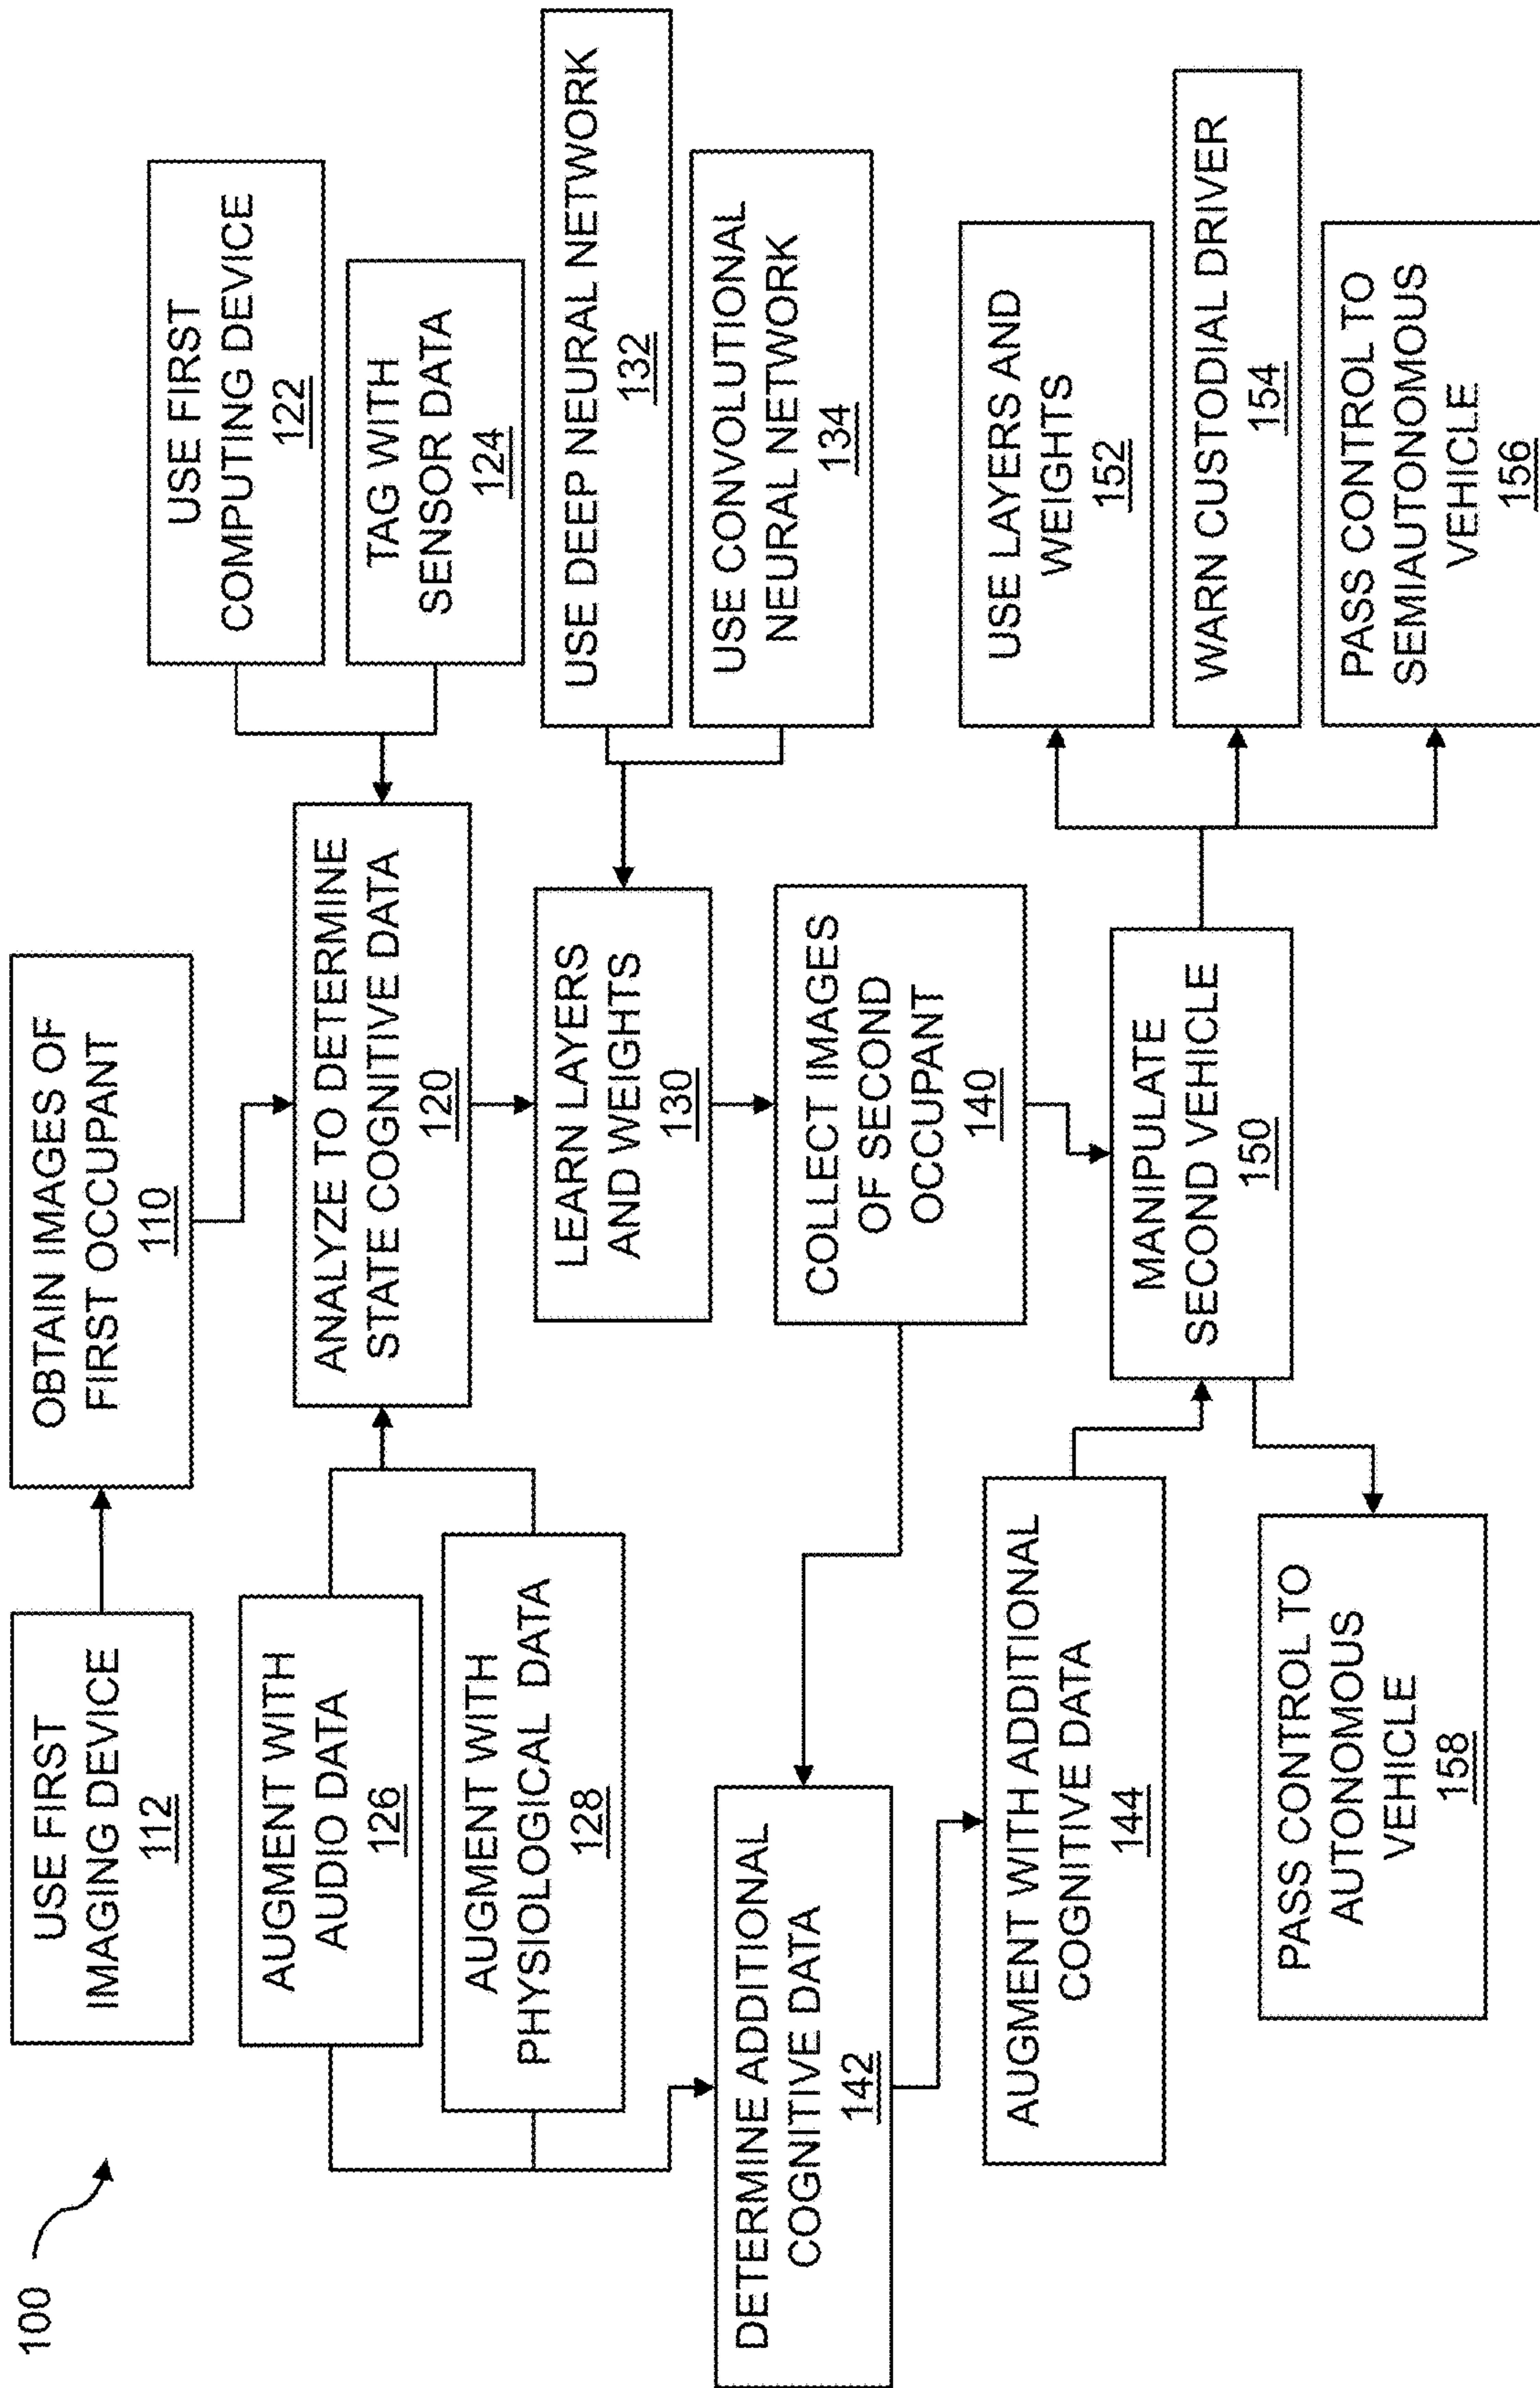 100
USE FIRST
IMAGING DEVICE
112
OBTAIN IMAGES OF
FIRST OCCUPANT
110
AUGMENT WITH
AUDIO DATA
126
AUGMENT WITH
PHYSIOLOGICAL DATA
128
ANALYZE TO DETERMINE
STATE COGNITIVE DATA
120
USE FIRST
COMPUTING DEVICE
122
TAG WITH
SENSOR DATA
124
LEARN LAYERS
AND WEIGHTS
130
USE DEEP NEURAL NETWORK
132
USE CONVOLUTIONAL
NEURAL NETWORK
134
DETERMINE ADDITIONAL
COGNITIVE DATA
142
COLLECT IMAGES
OF SECOND
OCCUPANT
140
AUGMENT WITH ADDITIONAL
COGNITIVE DATA
144
MANIPULATE
SECOND VEHICLE
150
USE LAYERS AND
WEIGHTS
152
WARN CUSTODIAL DRIVER
154
PASS CONTROL TO
SEMIAUTONOMOUS
VEHICLE
156
PASS CONTROL TO
AUTONOMOUS
VEHICLE
158